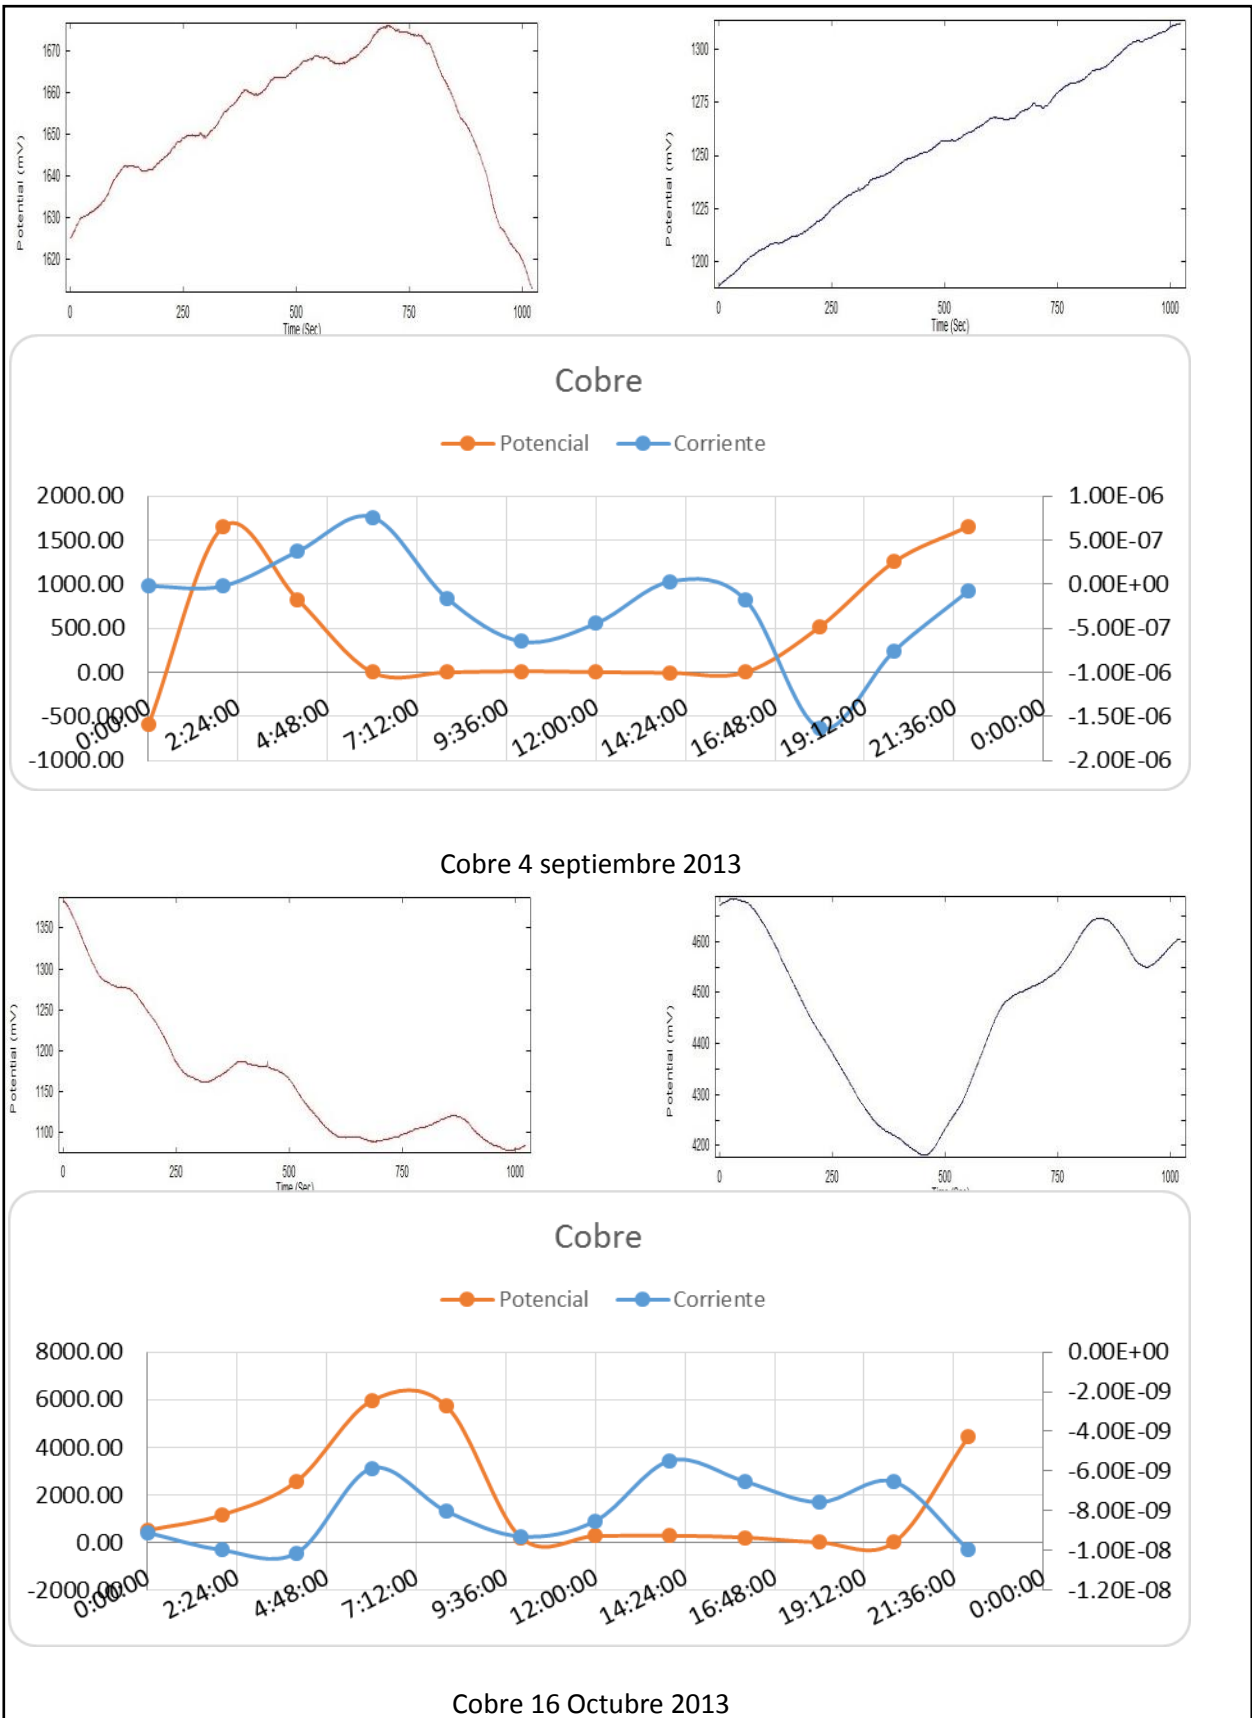 1670
1660
1650
1640
1630
1620
Potential (mV)
0 250 500 750 1000
Time (Sec)
1300
1275
1250
1225
1200
Potential (mV)
0 250 500 750 1000
Time (Sec)
Cobre
Potencial Corriente
2000.00 1.00E-06
1500.00 5.00E-07
1000.00 0.00E+00
500.00 -5.00E-07
0.00 -1.00E-06
-500.00 -1.50E-06
-1000.00 -2.00E-06
0:00:00 2:24:00 4:48:00 7:12:00 9:36:00 12:00:00 14:24:00 16:48:00 19:12:00 21:36:00 0:00:00
Cobre 4 septiembre 2013
1350
1300
1250
1200
1150
1100
Potential (mV)
0 250 500 750 1000
Time (Sec)
4600
4500
4400
4300
4200
Potential (mV)
0 250 500 750 1000
Time (Sec)
Cobre
Potencial Corriente
8000.00 0.00E+00
6000.00 -2.00E-09
4000.00 -4.00E-09
2000.00 -6.00E-09
0.00 -8.00E-09
-2000.00 -1.00E-08
-1.20E-08
0:00:00 2:24:00 4:48:00 7:12:00 9:36:00 12:00:00 14:24:00 16:48:00 19:12:00 21:36:00 0:00:00
Cobre 16 Octubre 2013